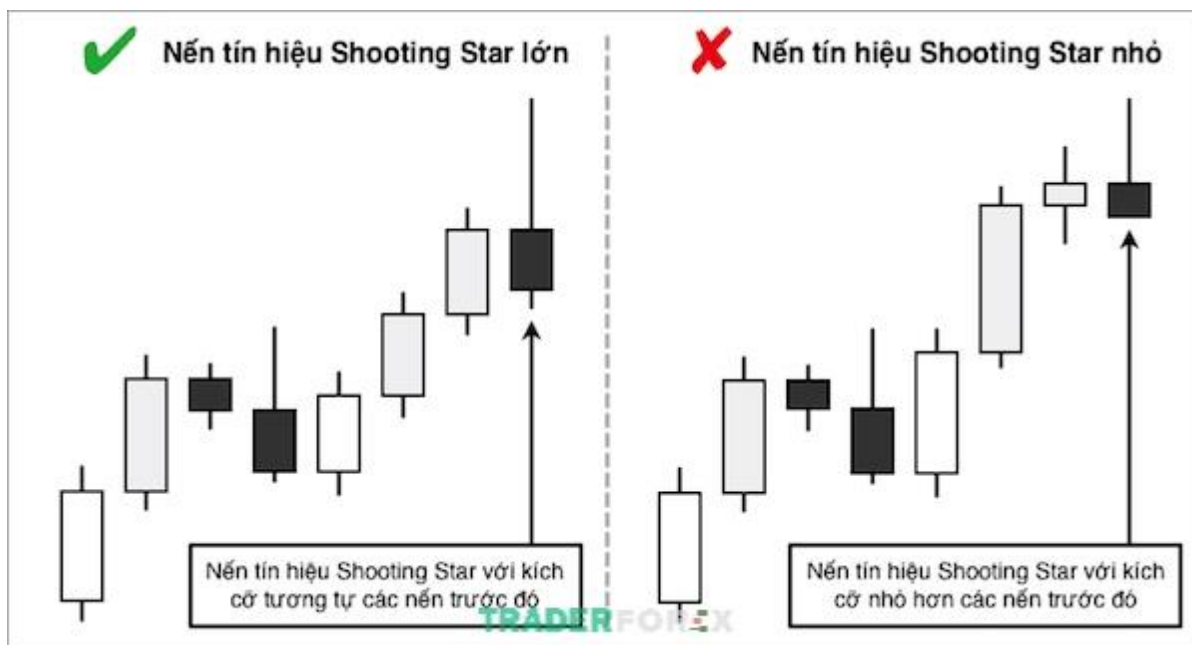 Nến tín hiệu Shooting Star lớn
Nến tín hiệu Shooting Star nhỏ
Nến tín hiệu Shooting Star với kích
cỡ tương tự các nến trước đó
Nến tín hiệu Shooting Star với kích
cỡ nhỏ hơn các nến trước đó
TRADERFOREX